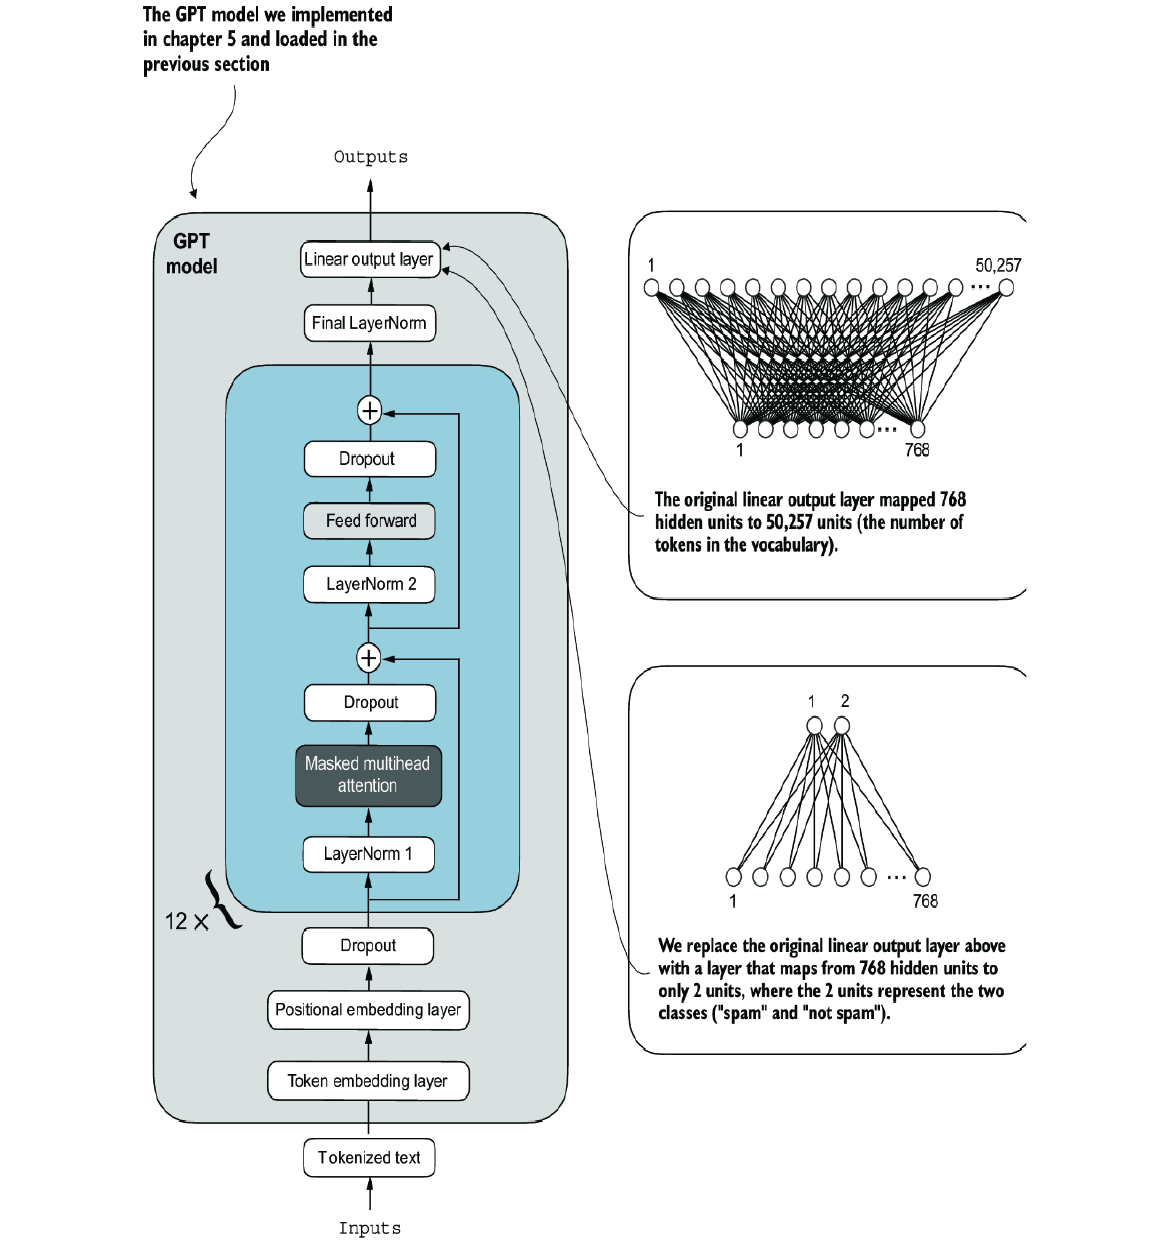 The GPT model we implemented
in chapter 5 and loaded in the
previous section
Outputs
GPT
model
Linear output layer
Final LayerNorm
Dropout
Feed forward
LayerNorm 2
Dropout
Masked multihead
attention
LayerNorm 1
12 ×
Dropout
Positional embedding layer
Token embedding layer
Tokenized text
Inputs
1 50,257
1 768
The original linear output layer mapped 768
hidden units to 50,257 units (the number of
tokens in the vocabulary).
1 2
1 768
We replace the original linear output layer above
with a layer that maps from 768 hidden units to
only 2 units, where the 2 units represent the two
classes ("spam" and "not spam").